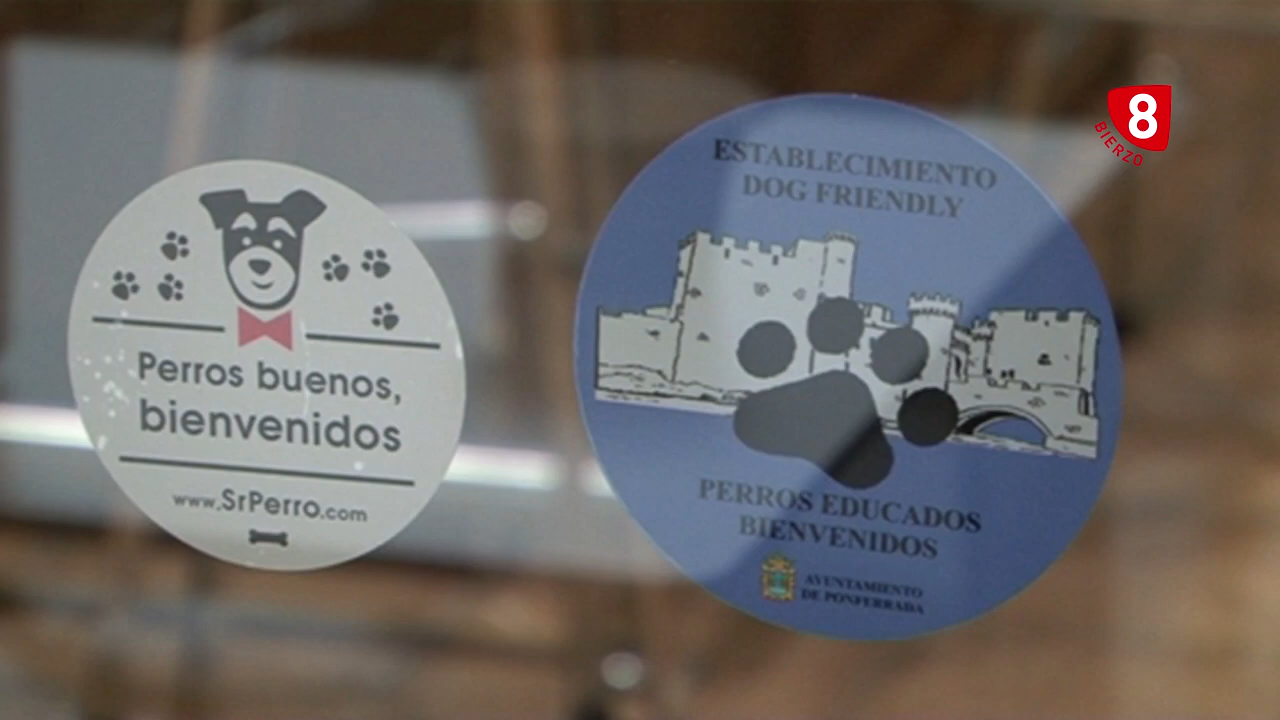 Perros buenos,
bienvenidos
www.SrPerro.com
ESTABLECIMIENTO
DOG FRIENDLY
PERROS EDUCADOS
BIENVENIDOS
AYUNTAMIENTO
DE PONFERRADA
8
BIERZO